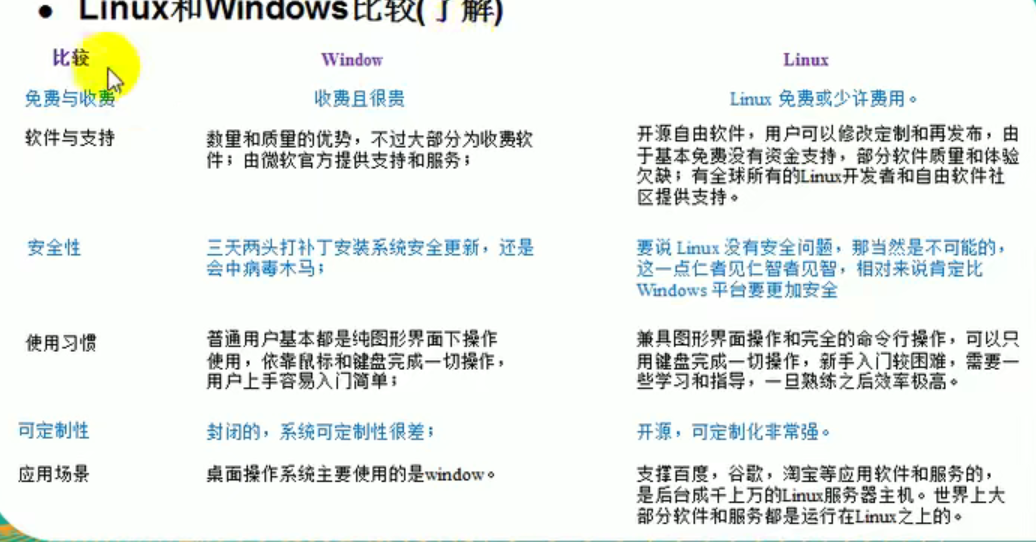 ● Linux和Windows比较(了解)
比较 Window Linux
免费与收费 收费且很贵 Linux 免费或少许费用。
软件与支持
数量和质量的优势，不过大部分为收费软
件；由微软官方提供支持和服务；
开源自由软件，用户可以修改定制和再发布，由
于基本免费没有资金支持，部分软件质量和体验
欠缺；有全球所有的Linux开发者和自由软件社
区提供支持。
安全性
三天两头打补丁安装系统安全更新，还是
会中病毒木马；
要说 Linux 没有安全问题，那当然是不可能的，
这一点仁者见仁智者见智，相对来说肯定比
Windows 平台要更加安全
使用习惯
普通用户基本都是纯图形界面下操作
使用，依靠鼠标和键盘完成一切操作，
用户上手容易入门简单；
兼具图形界面操作和完全的命令行操作，可以只
用键盘完成一切操作，新手入门较困难，需要一
些学习和指导，一旦熟练之后效率极高。
可定制性 封闭的，系统可定制性很差； 开源，可定制化非常强。
应用场景
桌面操作系统主要使用的是window。
支撑百度，谷歌，淘宝等应用软件和服务的，
是后台成千上万的Linux服务器主机。世界上大
部分软件和服务都是运行在Linux之上的。